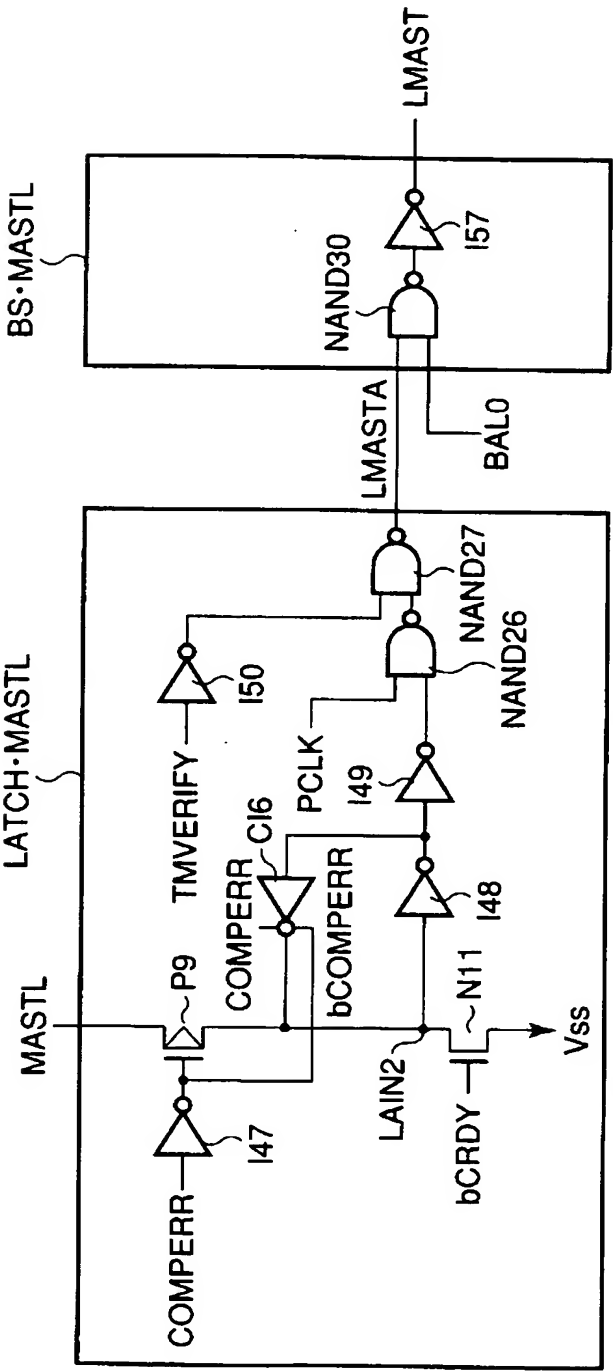 LATCH·MASTL
BS·MASTL
MASTL
P9
COMPERR
I47
COMPERR
bCOMPERR
CI6
TMVERIFY
I50
PCLK
I49
I48
LAIN2
N11
bCRDY
Vss
NAND26
NAND27
LMASTA
BAL0
NAND30
I57
LMAST